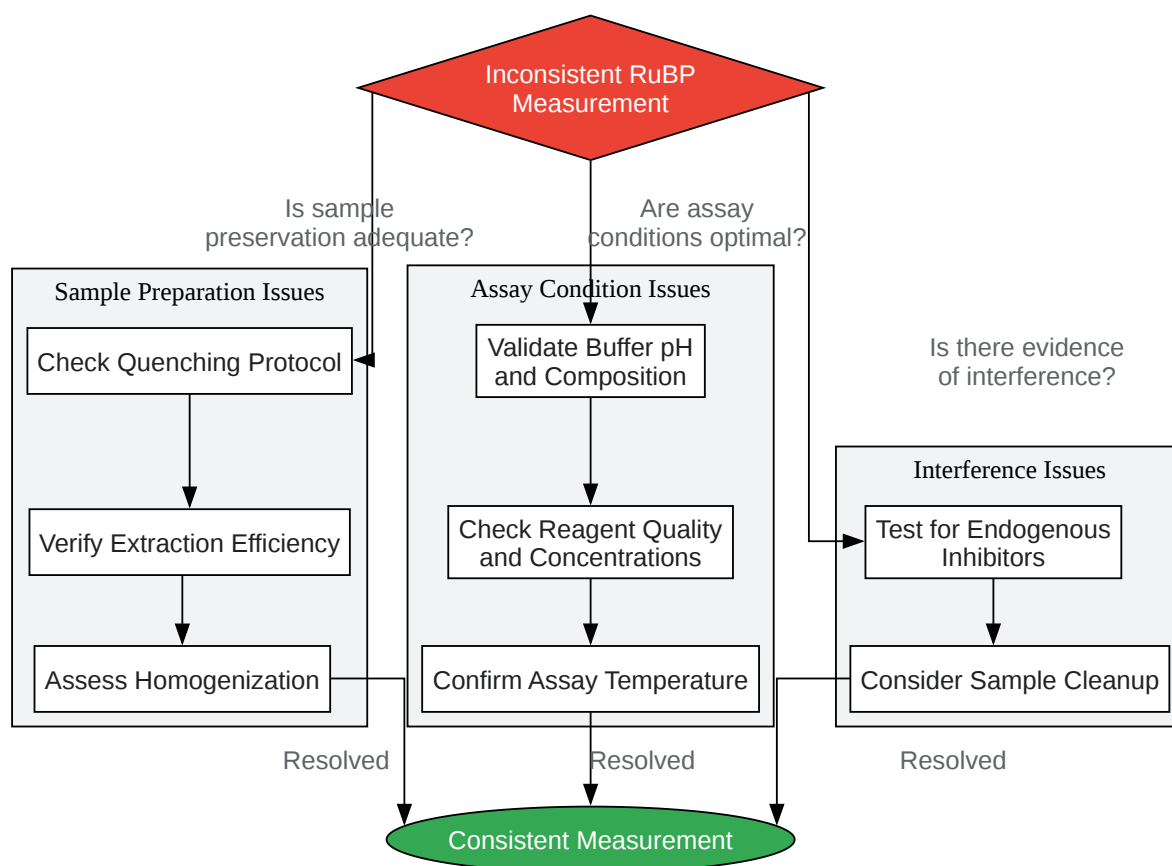 Inconsistent RuBP
Measurement
Is sample
preservation adequate?
Are assay
conditions optimal?
Is there evidence
of interference?
Sample Preparation Issues
Check Quenching Protocol
Verify Extraction Efficiency
Assess Homogenization
Assay Condition Issues
Validate Buffer pH
and Composition
Check Reagent Quality
and Concentrations
Confirm Assay Temperature
Interference Issues
Test for Endogenous
Inhibitors
Consider Sample Cleanup
Resolved
Resolved
Resolved
Consistent Measurement